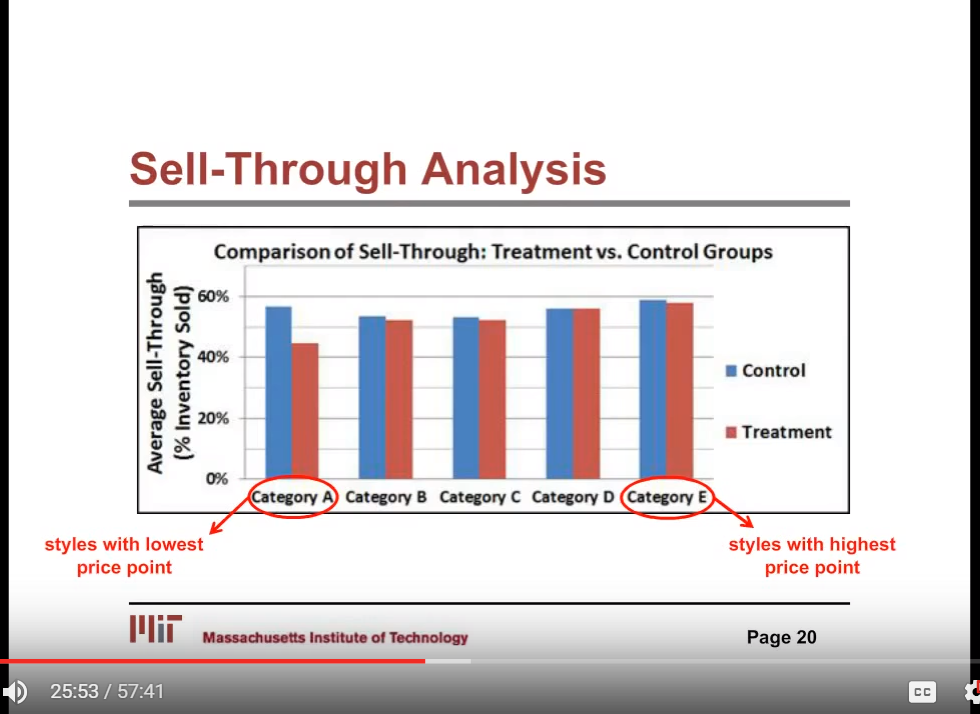 Sell-Through Analysis
Comparison of Sell-Through: Treatment vs. Control Groups
Average Sell-Through
(% Inventory Sold)
60%
40%
20%
0%
Control
Treatment
Category A Category B Category C Category D Category E
styles with lowest
price point
styles with highest
price point
MIT Massachusetts Institute of Technology
Page 20
25:53 / 57:41
CC